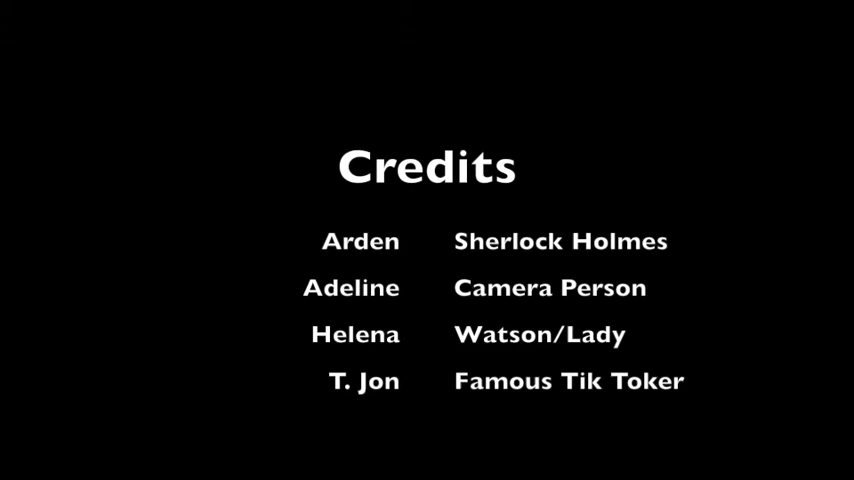 Credits
Arden Sherlock Holmes
Adeline Camera Person
Helena Watson/Lady
T. Jon Famous Tik Toker